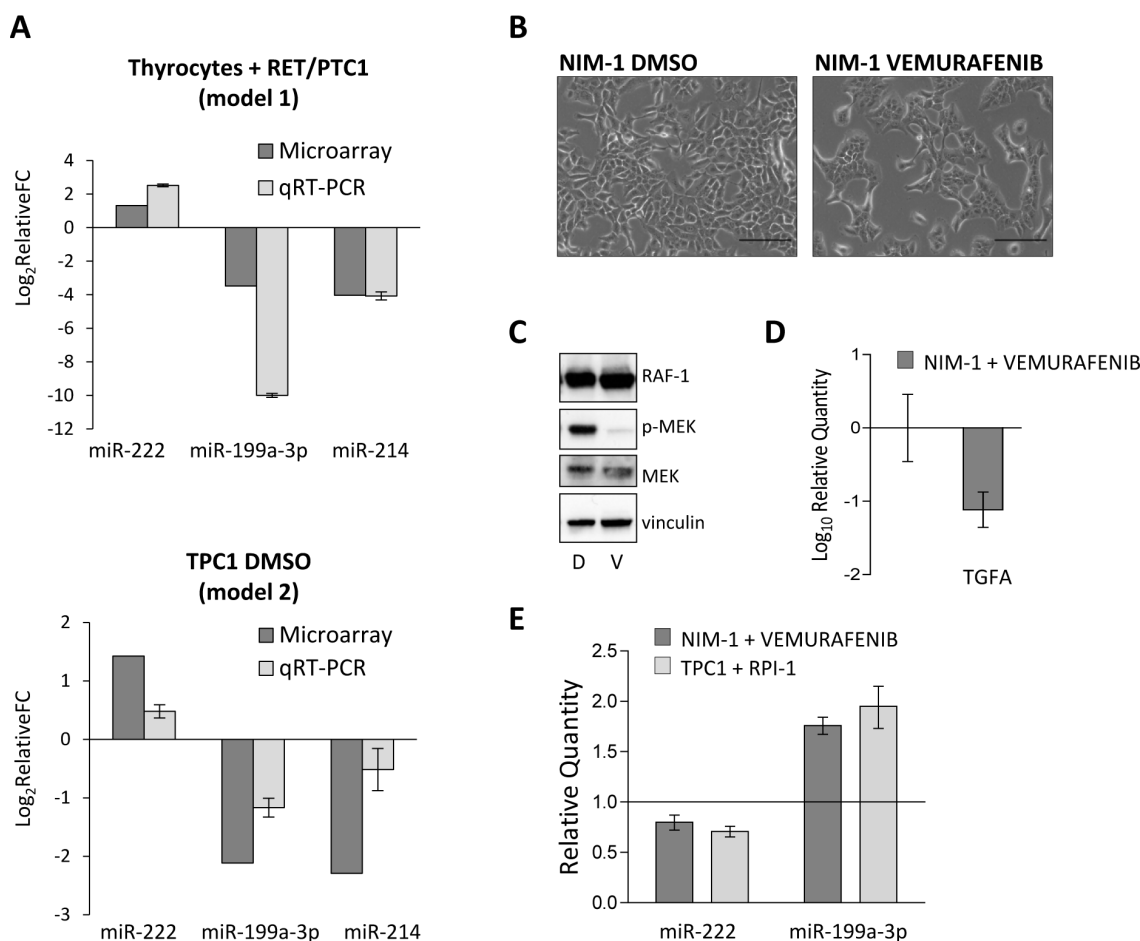 A
Thyrocytes + RET/PTC1
(model 1)
Microarray
qRT-PCR
Log2RelativeFC
4
2
0
-2
-4
-6
-8
-10
-12
miR-222 miR-199a-3p miR-214
TPC1 DMSO
(model 2)
Microarray
qRT-PCR
Log2RelativeFC
2
1
0
-1
-2
-3
miR-222 miR-199a-3p miR-214
B
NIM-1 DMSO NIM-1 VEMURAFENIB
C
RAF-1
p-MEK
MEK
vinculin
D V
D
NIM-1 + VEMURAFENIB
Log10 Relative Quantity
1
0
-1
-2
TGFA
E
NIM-1 + VEMURAFENIB
TPC1 + RPI-1
Relative Quantity
2.5
2.0
1.5
1.0
0.5
0.0
miR-222 miR-199a-3p